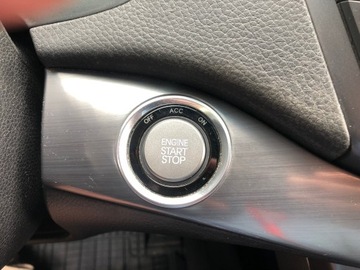 OFF ACC ON
ENGINE
START
STOP